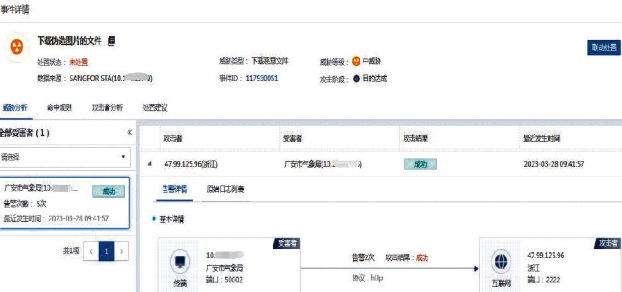 事件详情
下载伪造图片的文件
联动处置
处置状态：未处置
威胁类型：下载恶意文件
威胁等级：中威胁
数据来源：SANGFOR STA(10.
事件ID：117930051
攻击阶段：目的达成
威胁分析 命中规则 攻击者分析 处置建议
全部受害者 (1) «
请选择
广安市气象局(10. 成功
告警次数：5次
最近发生时间：2023-03-28 09:41:57
共1项 ‹ 1 ›
攻击者 受害者 攻击结果 最近发生时间
47.99.125.96(浙江) 广安市气象局(10. 成功 2023-03-28 09:41:57
告警详情 原始日志列表
基本详情
受害者
10.
广安市气象局
端口：50002
终端
告警2次 攻击结果：成功
协议：http
攻击者
47.99.125.96
浙江
端口：2222
互联网